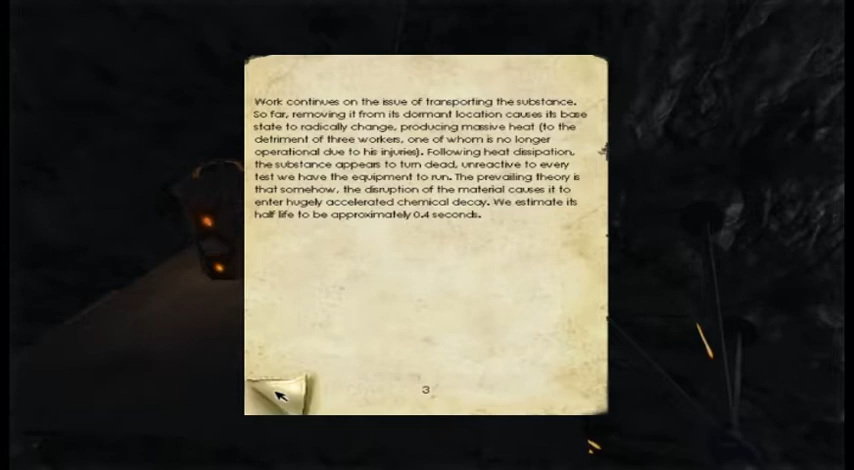 Work continues on the issue of transporting the substance.
So far, removing it from its dormant location causes its base
state to radically change, producing massive heat (to the
detriment of three workers, one of whom is no longer
operational due to his injuries). Following heat dissipation,
the substance appears to turn dead, unreactive to every
test we have the equipment to run. The prevailing theory is
that somehow, the disruption of the material causes it to
enter hugely accelerated chemical decay. We estimate its
half life to be approximately 0.4 seconds.
3